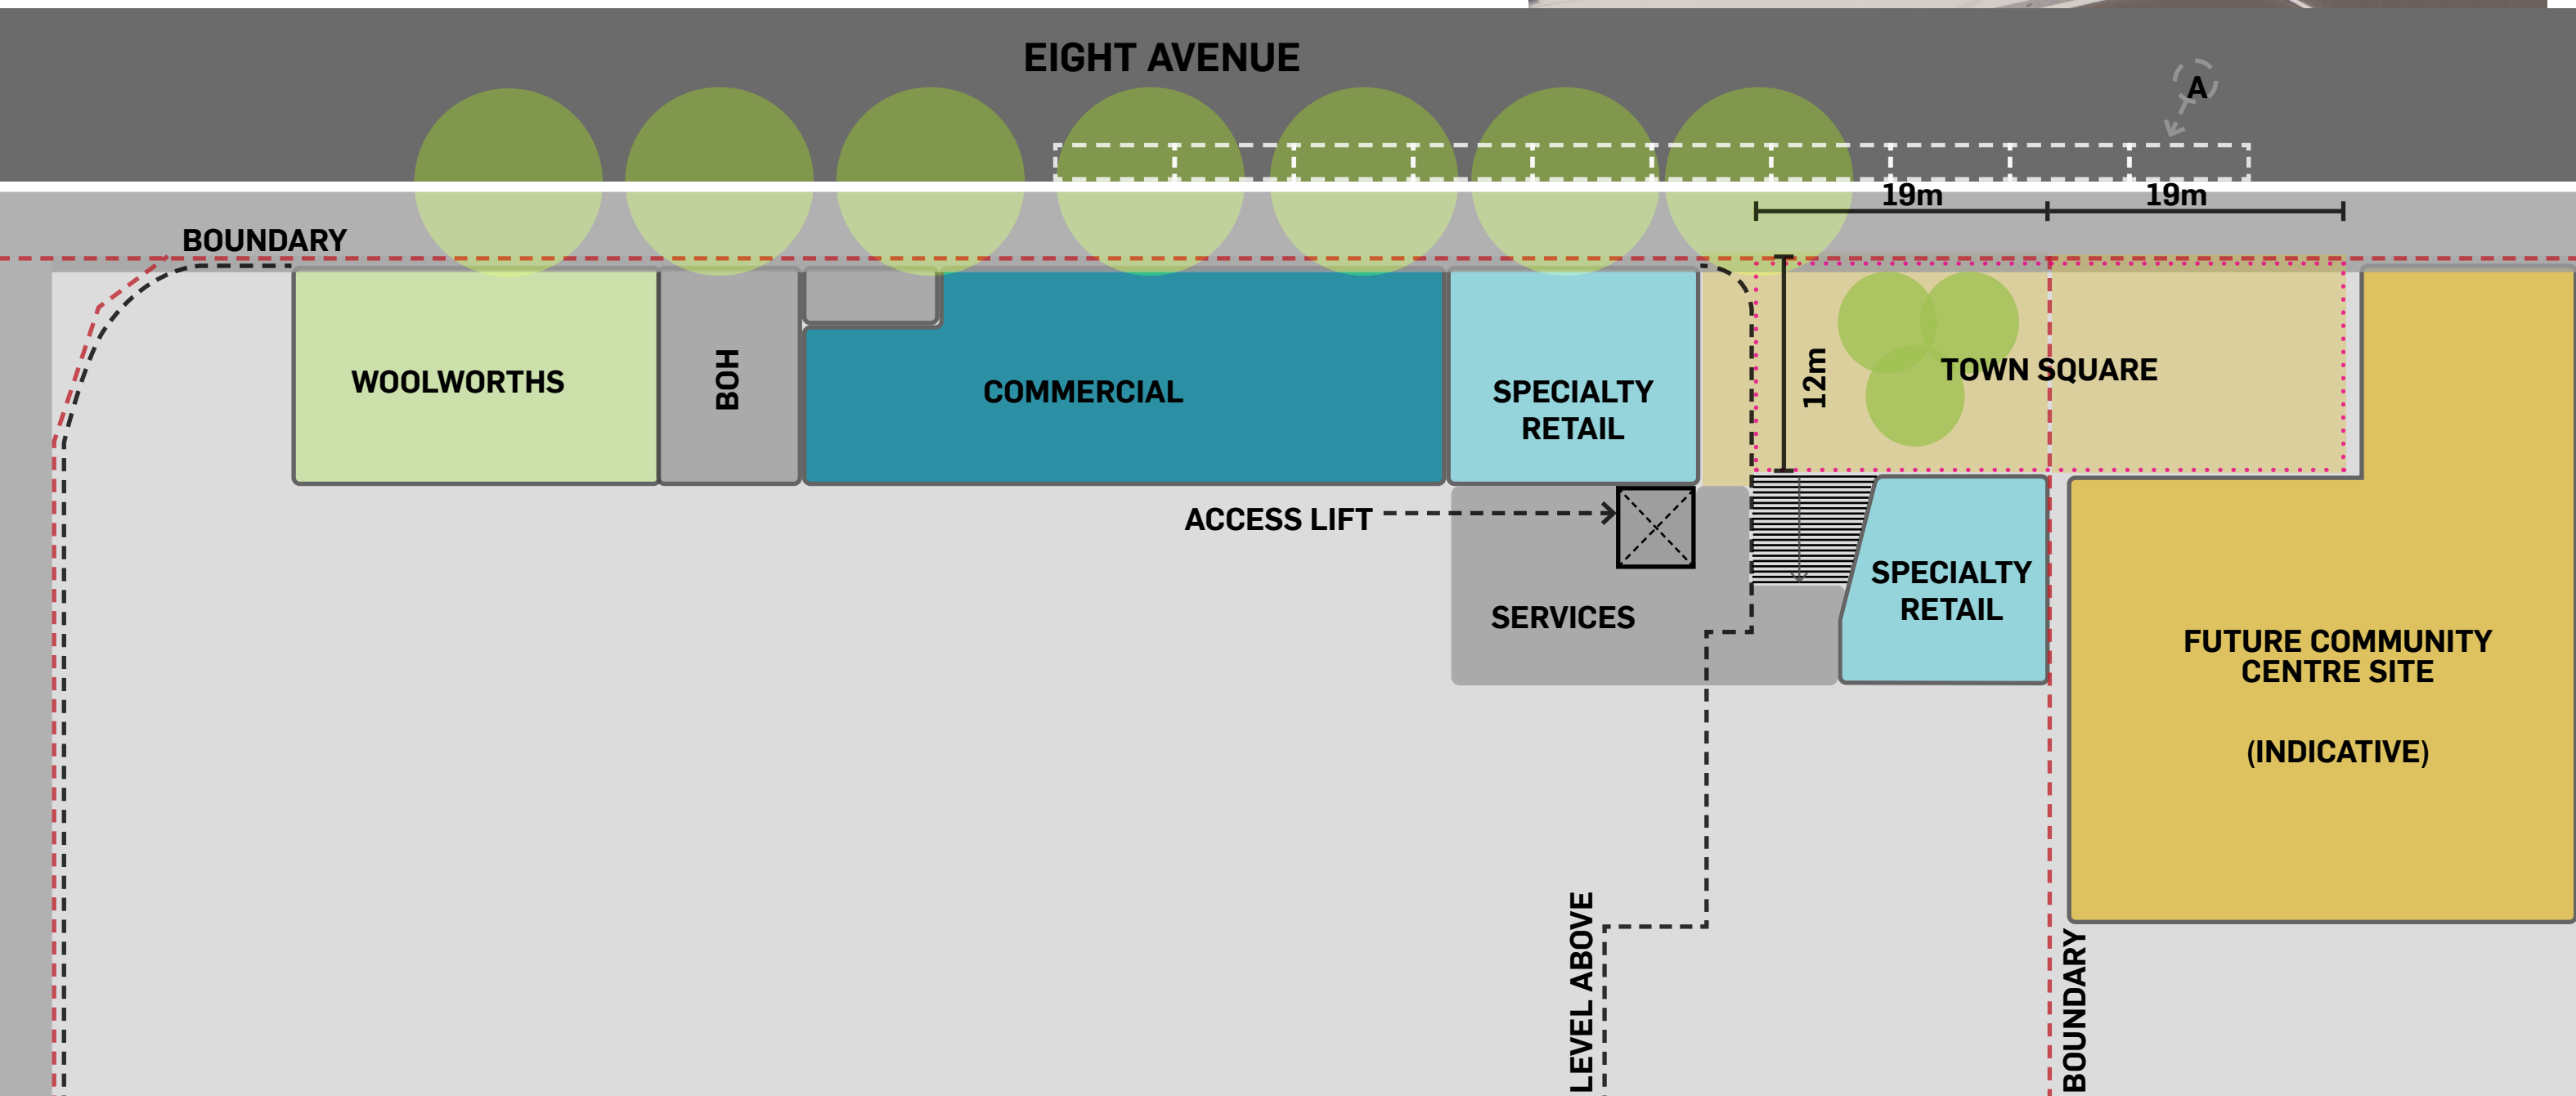 EIGHT AVENUE
A
19m
19m
BOUNDARY
WOOLWORTHS
BOH
COMMERCIAL
SPECIALTY
RETAIL
12m
TOWN SQUARE
ACCESS LIFT
SERVICES
SPECIALTY
RETAIL
FUTURE COMMUNITY
CENTRE SITE
(INDICATIVE)
LEVEL ABOVE
BOUNDARY